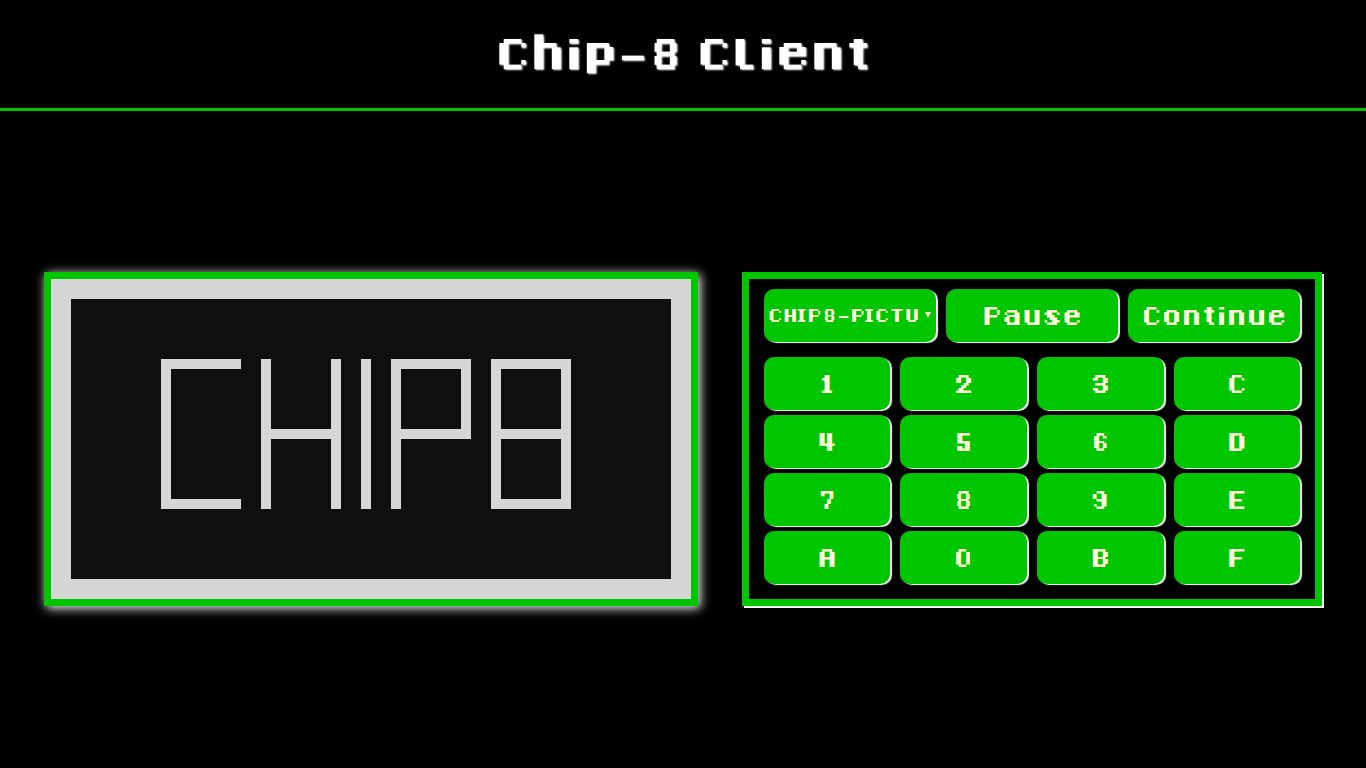 Chip-8 Client
CHIP8
CHIP8-PICTU Pause Continue
1 2 3 C
4 5 6 D
7 8 9 E
A 0 B F